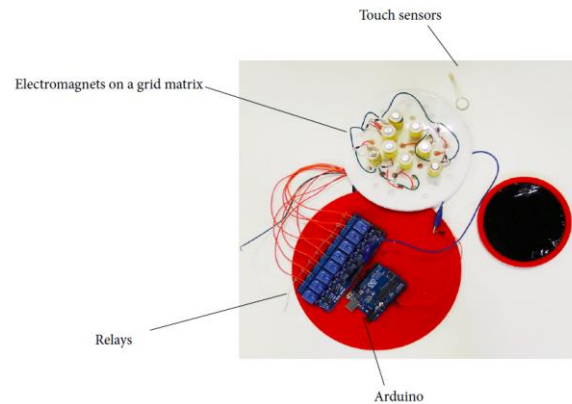 Touch sensors
Electromagnets on a grid matrix
Relays
Arduino